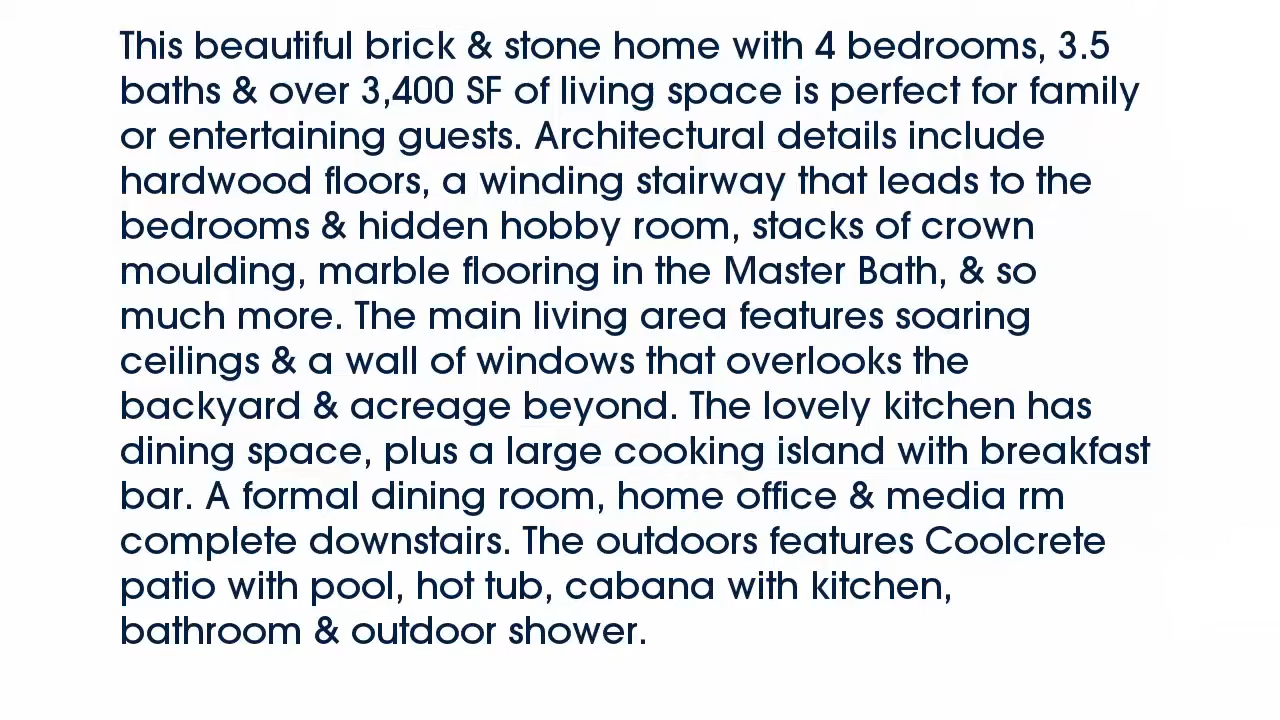 This beautiful brick & stone home with 4 bedrooms, 3.5
baths & over 3,400 SF of living space is perfect for family
or entertaining guests. Architectural details include
hardwood floors, a winding stairway that leads to the
bedrooms & hidden hobby room, stacks of crown
moulding, marble flooring in the Master Bath, & so
much more. The main living area features soaring
ceilings & a wall of windows that overlooks the
backyard & acreage beyond. The lovely kitchen has
dining space, plus a large cooking island with breakfast
bar. A formal dining room, home office & media rm
complete downstairs. The outdoors features Coolcrete
patio with pool, hot tub, cabana with kitchen,
bathroom & outdoor shower.